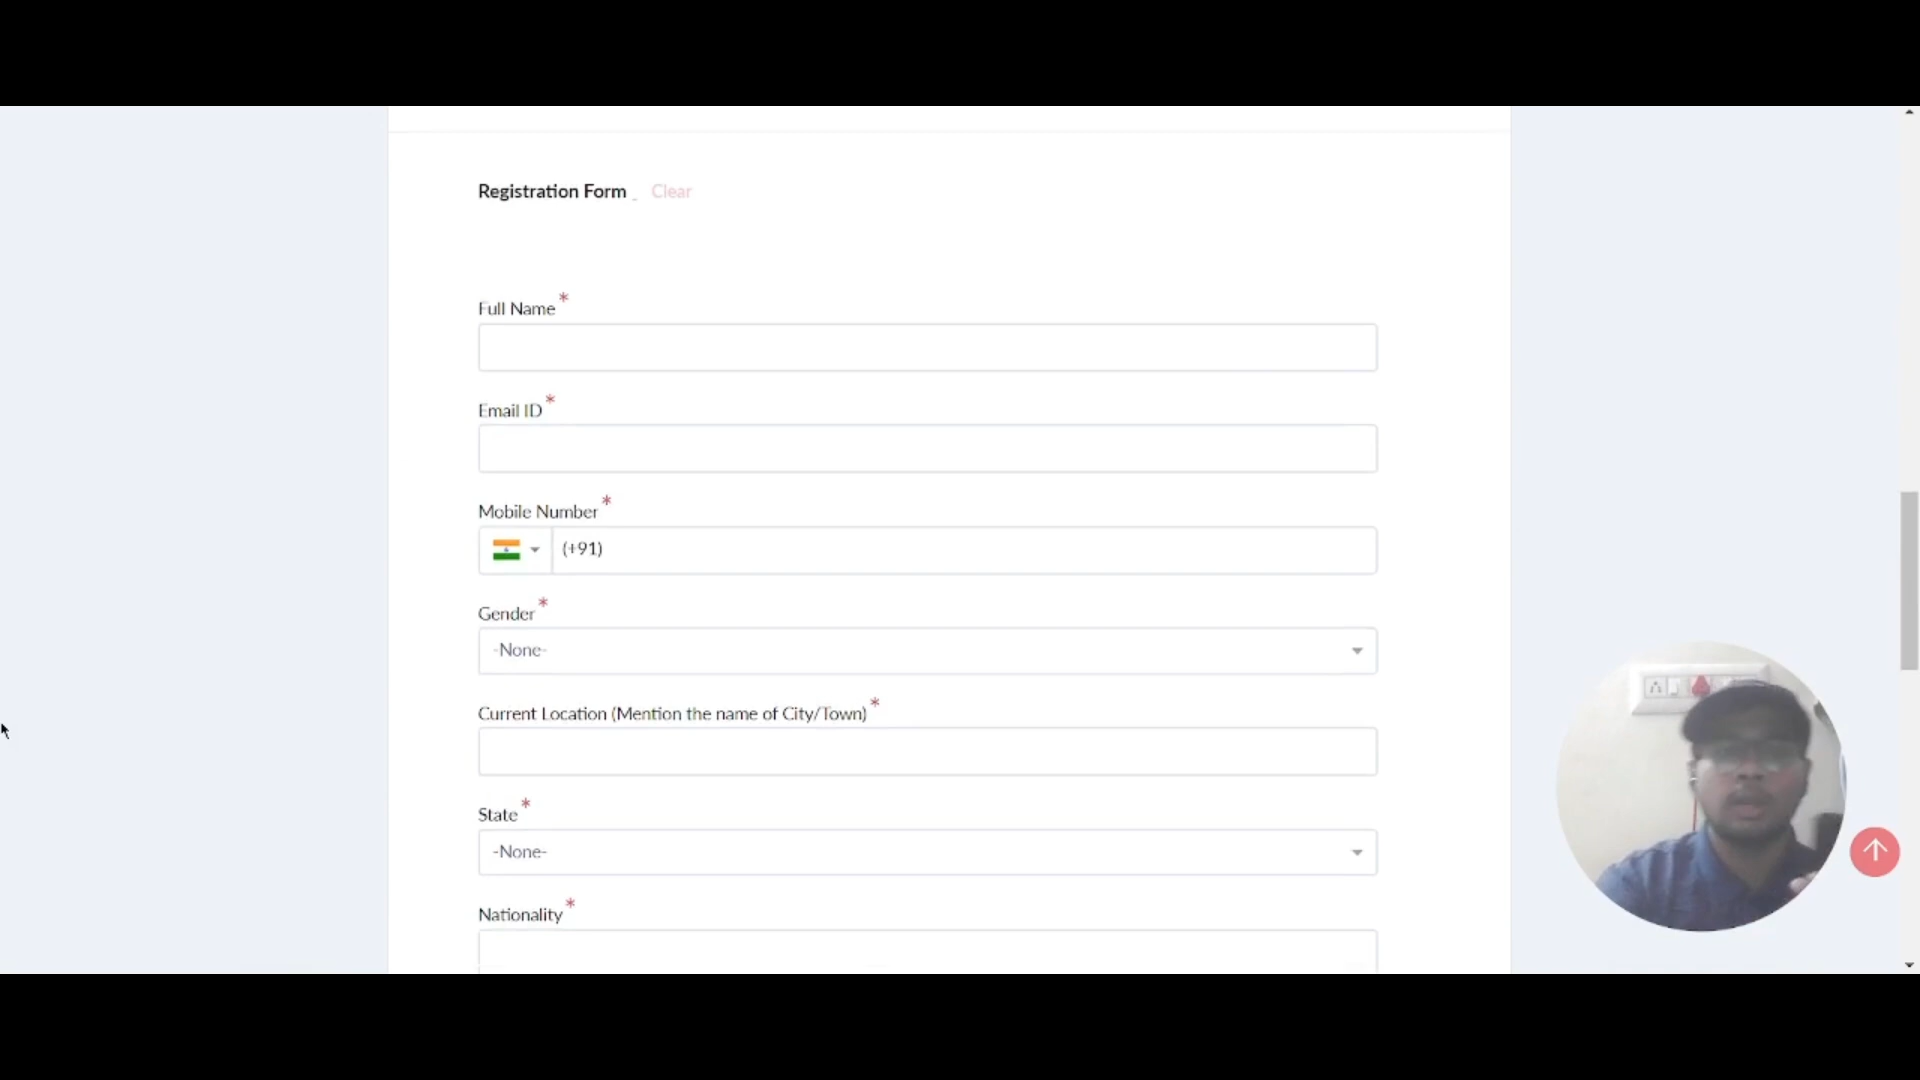 Registration Form Clear
Full Name *
Email ID *
Mobile Number *
(+91)
Gender *
-None-
Current Location (Mention the name of City/Town) *
State *
-None-
Nationality *